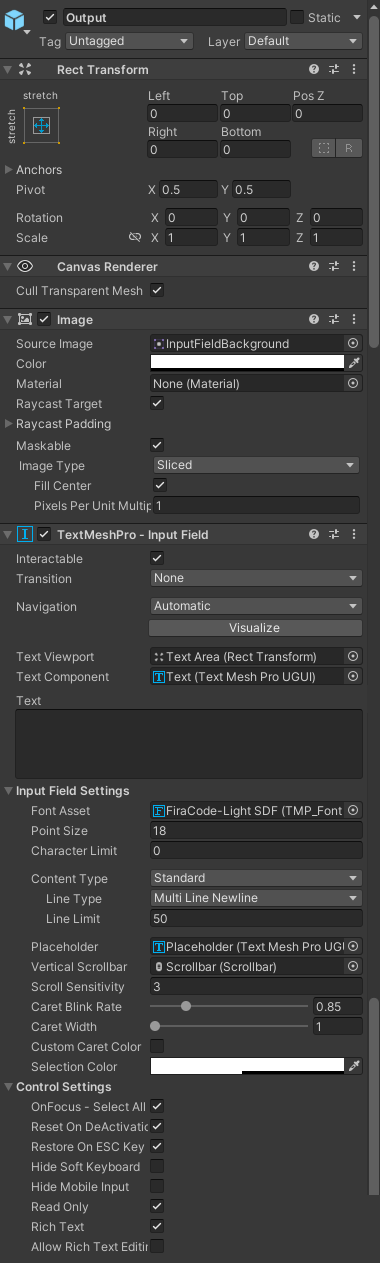 Output Static
Tag Untagged Layer Default
Rect Transform
stretch
stretch
Left Top Pos Z
0 0 0
Right Bottom
0 0 R
Anchors
Pivot X 0.5 Y 0.5
Rotation X 0 Y 0 Z 0
Scale X 1 Y 1 Z 1
Canvas Renderer
Cull Transparent Mesh
Image
Source Image InputFieldBackground
Color
Material None (Material)
Raycast Target
Raycast Padding
Maskable
Image Type Sliced
Fill Center
Pixels Per Unit Multip 1
TextMeshPro - Input Field
Interactable
Transition None
Navigation Automatic
Visualize
Text Viewport Text Area (Rect Transform)
Text Component Text (Text Mesh Pro UGUI)
Text
Input Field Settings
Font Asset FiraCode-Light SDF (TMP_Font
Point Size 18
Character Limit 0
Content Type Standard
Line Type Multi Line Newline
Line Limit 50
Placeholder Placeholder (Text Mesh Pro UGU
Vertical Scrollbar Scrollbar (Scrollbar)
Scroll Sensitivity 3
Caret Blink Rate 0.85
Caret Width 1
Custom Caret Color
Selection Color
Control Settings
OnFocus - Select All
Reset On DeActivatio
Restore On ESC Key
Hide Soft Keyboard
Hide Mobile Input
Read Only
Rich Text
Allow Rich Text Editin